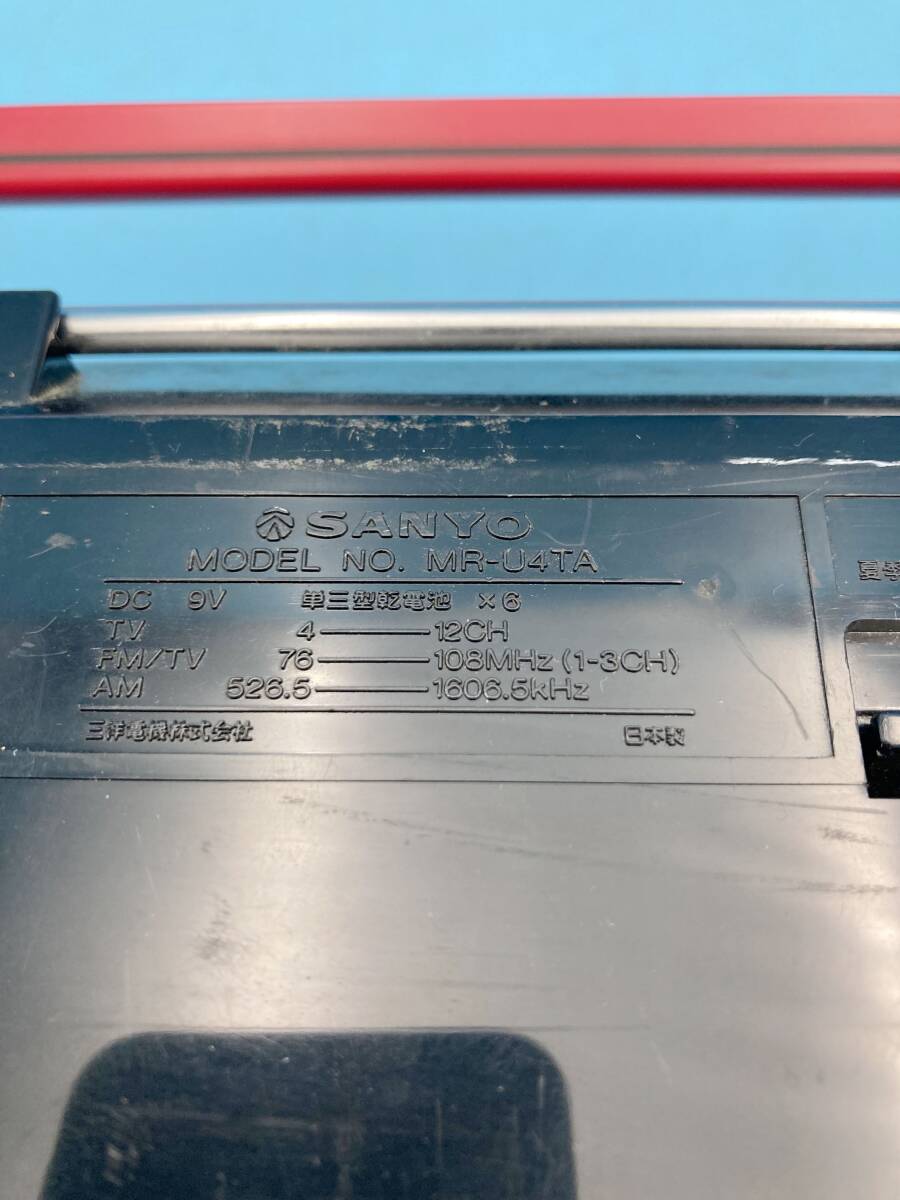 SANYO
MODEL NO. MR-U4TA
DC 9V 単三型乾電池 ×6
TV 4――12CH
FM/TV 76――108MHz (1-3CH)
AM 526.5――1606.5kHz
三洋電機株式会社 日本製
夏季